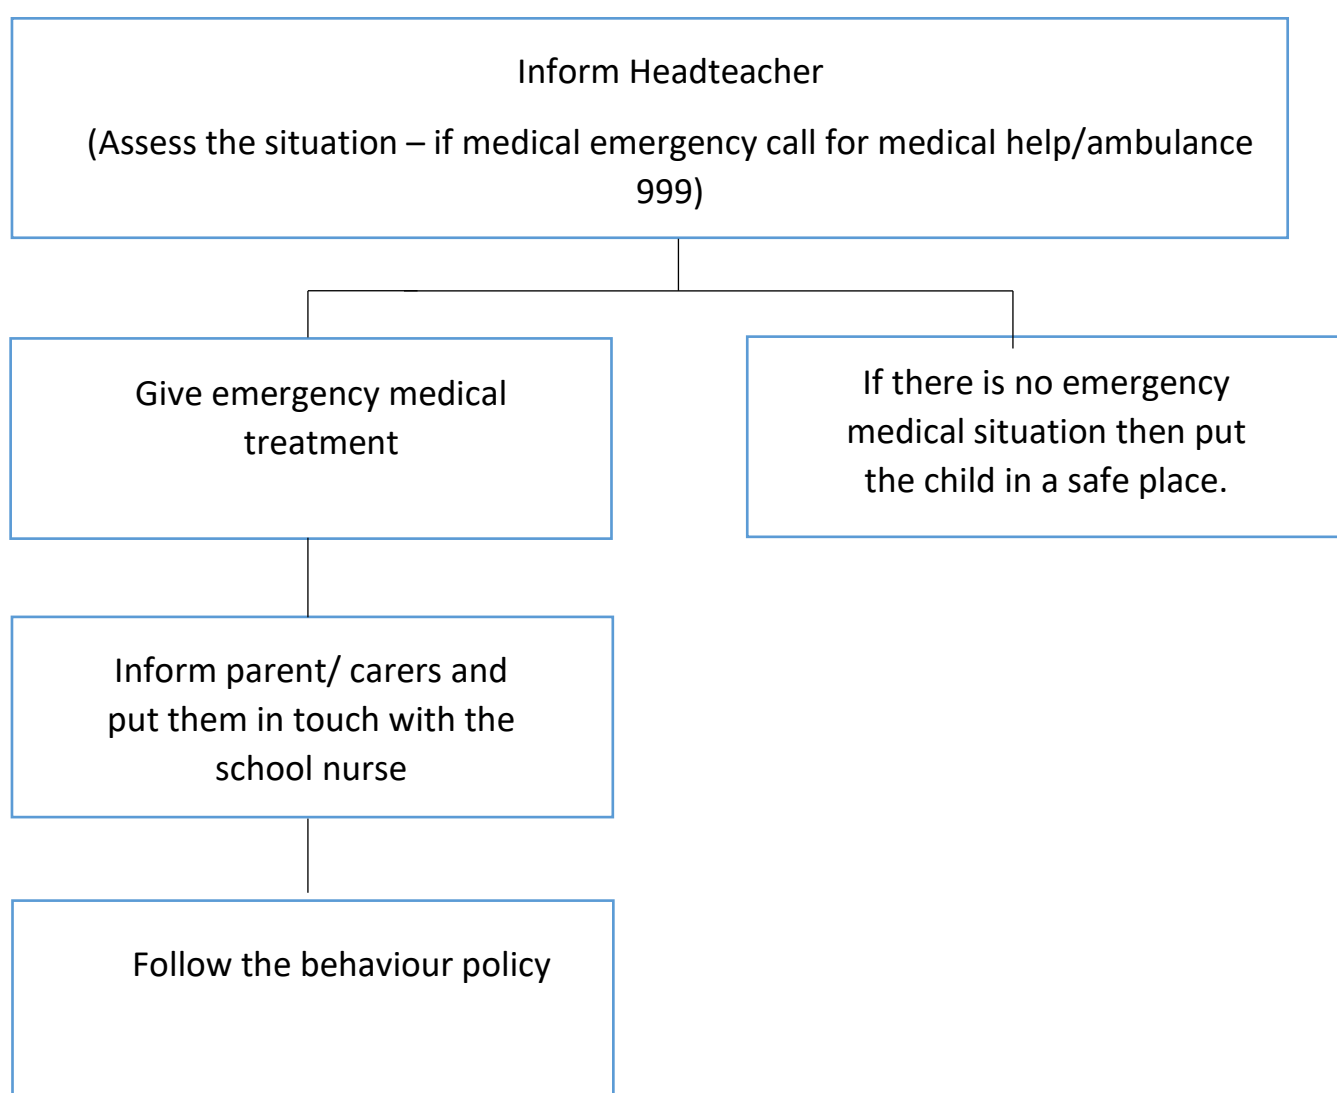 Inform Headteacher
(Assess the situation – if medical emergency call for medical help/ambulance
999)
Give emergency medical
treatment
If there is no emergency
medical situation then put
the child in a safe place.
Inform parent/ carers and
put them in touch with the
school nurse
Follow the behaviour policy